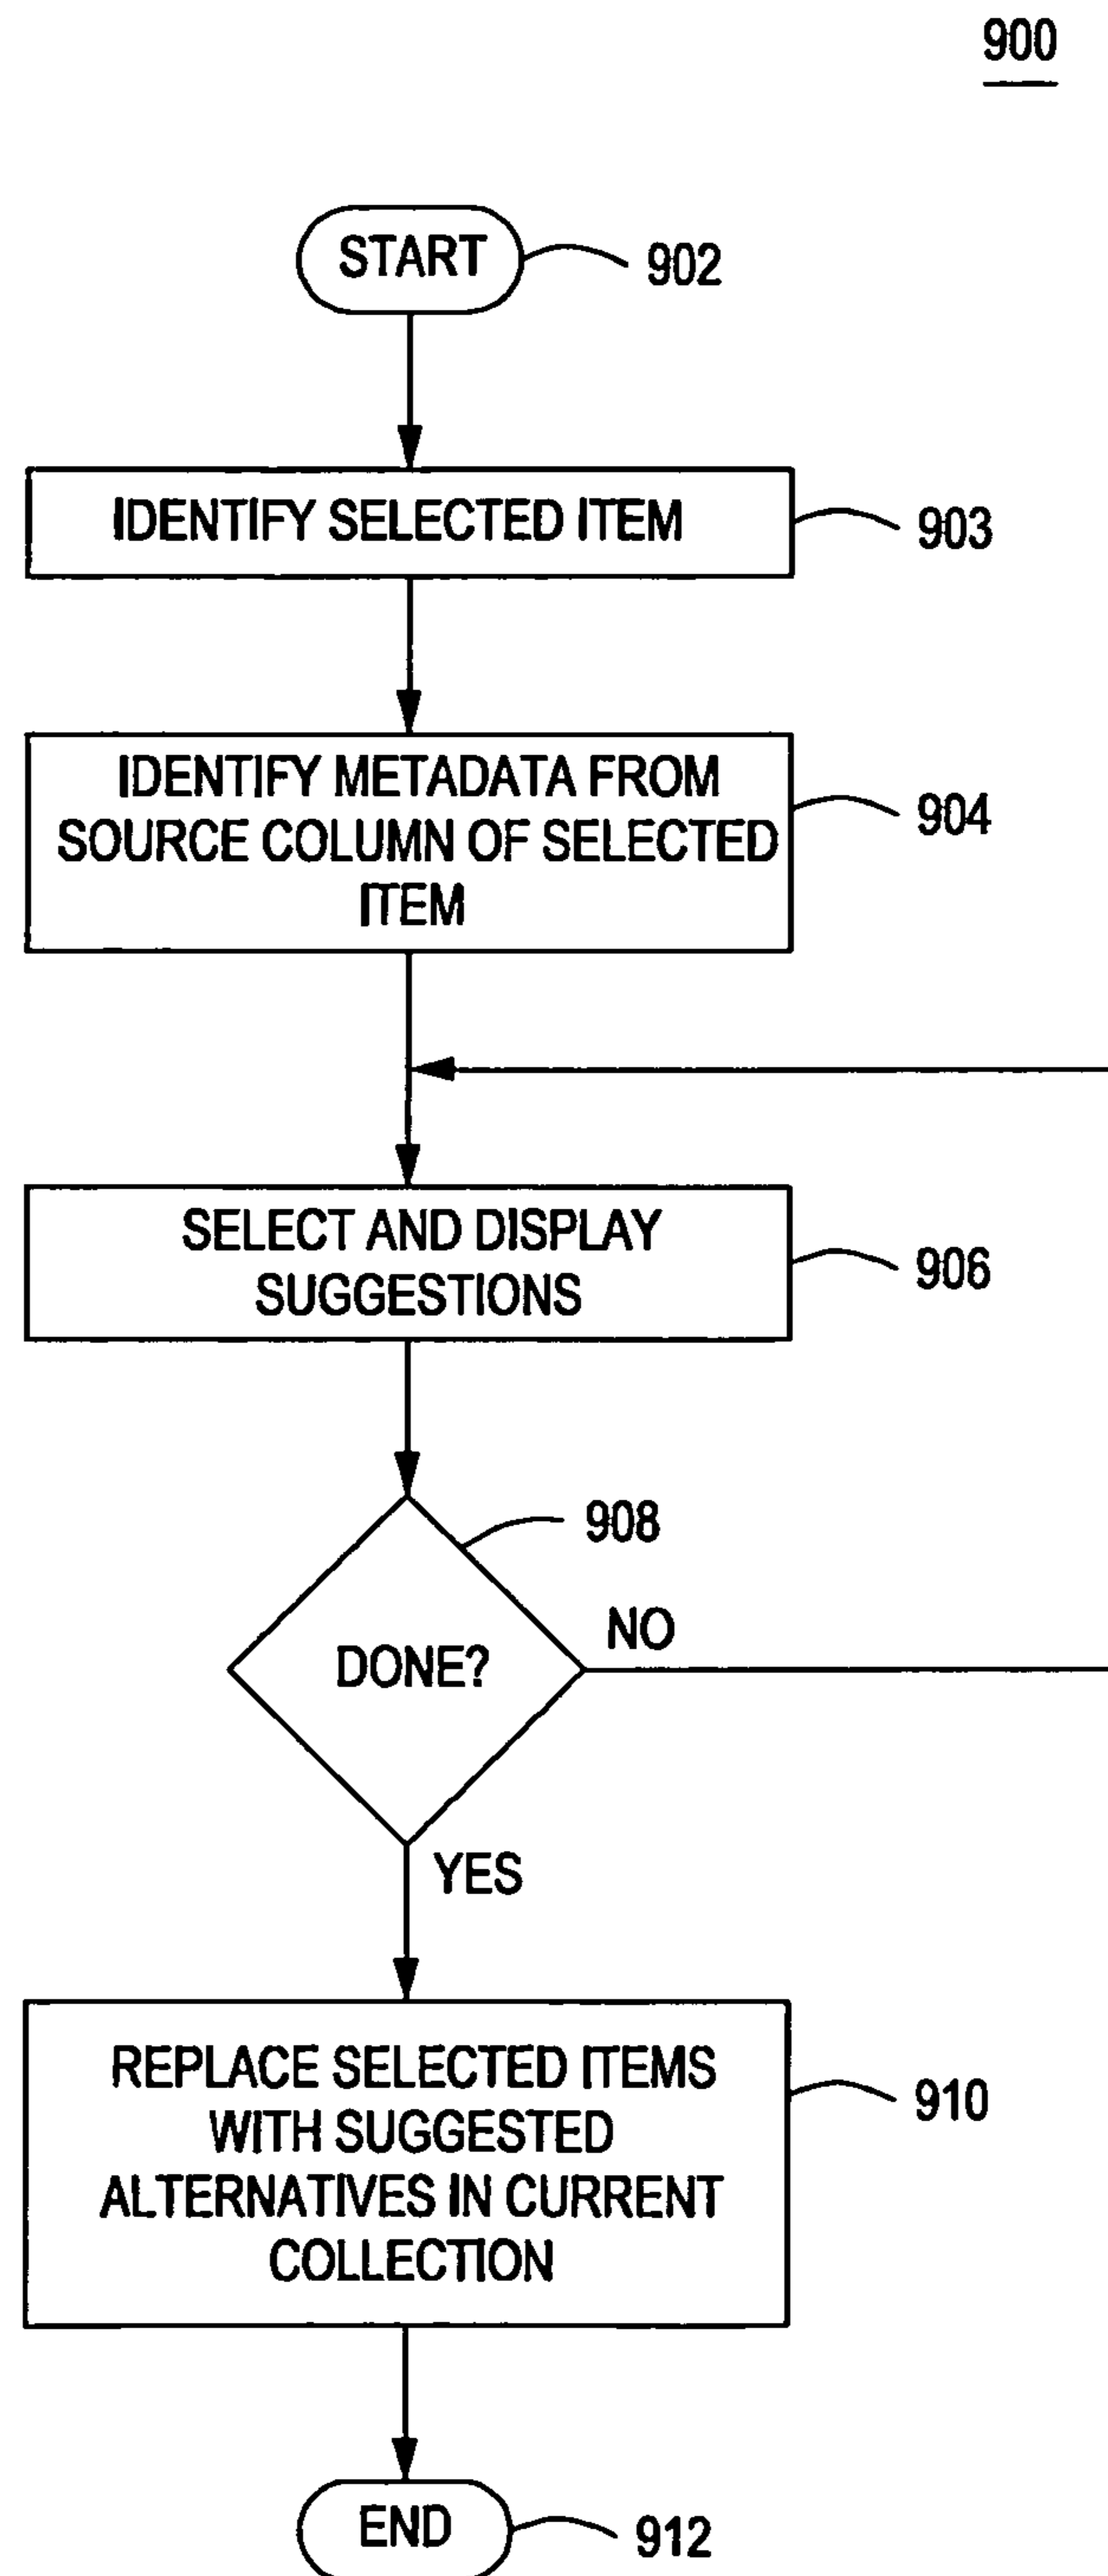 900
START
902
IDENTIFY SELECTED ITEM
903
IDENTIFY METADATA FROM
SOURCE COLUMN OF SELECTED
ITEM
904
SELECT AND DISPLAY
SUGGESTIONS
906
908
DONE?
NO
YES
REPLACE SELECTED ITEMS
WITH SUGGESTED
ALTERNATIVES IN CURRENT
COLLECTION
910
END
912